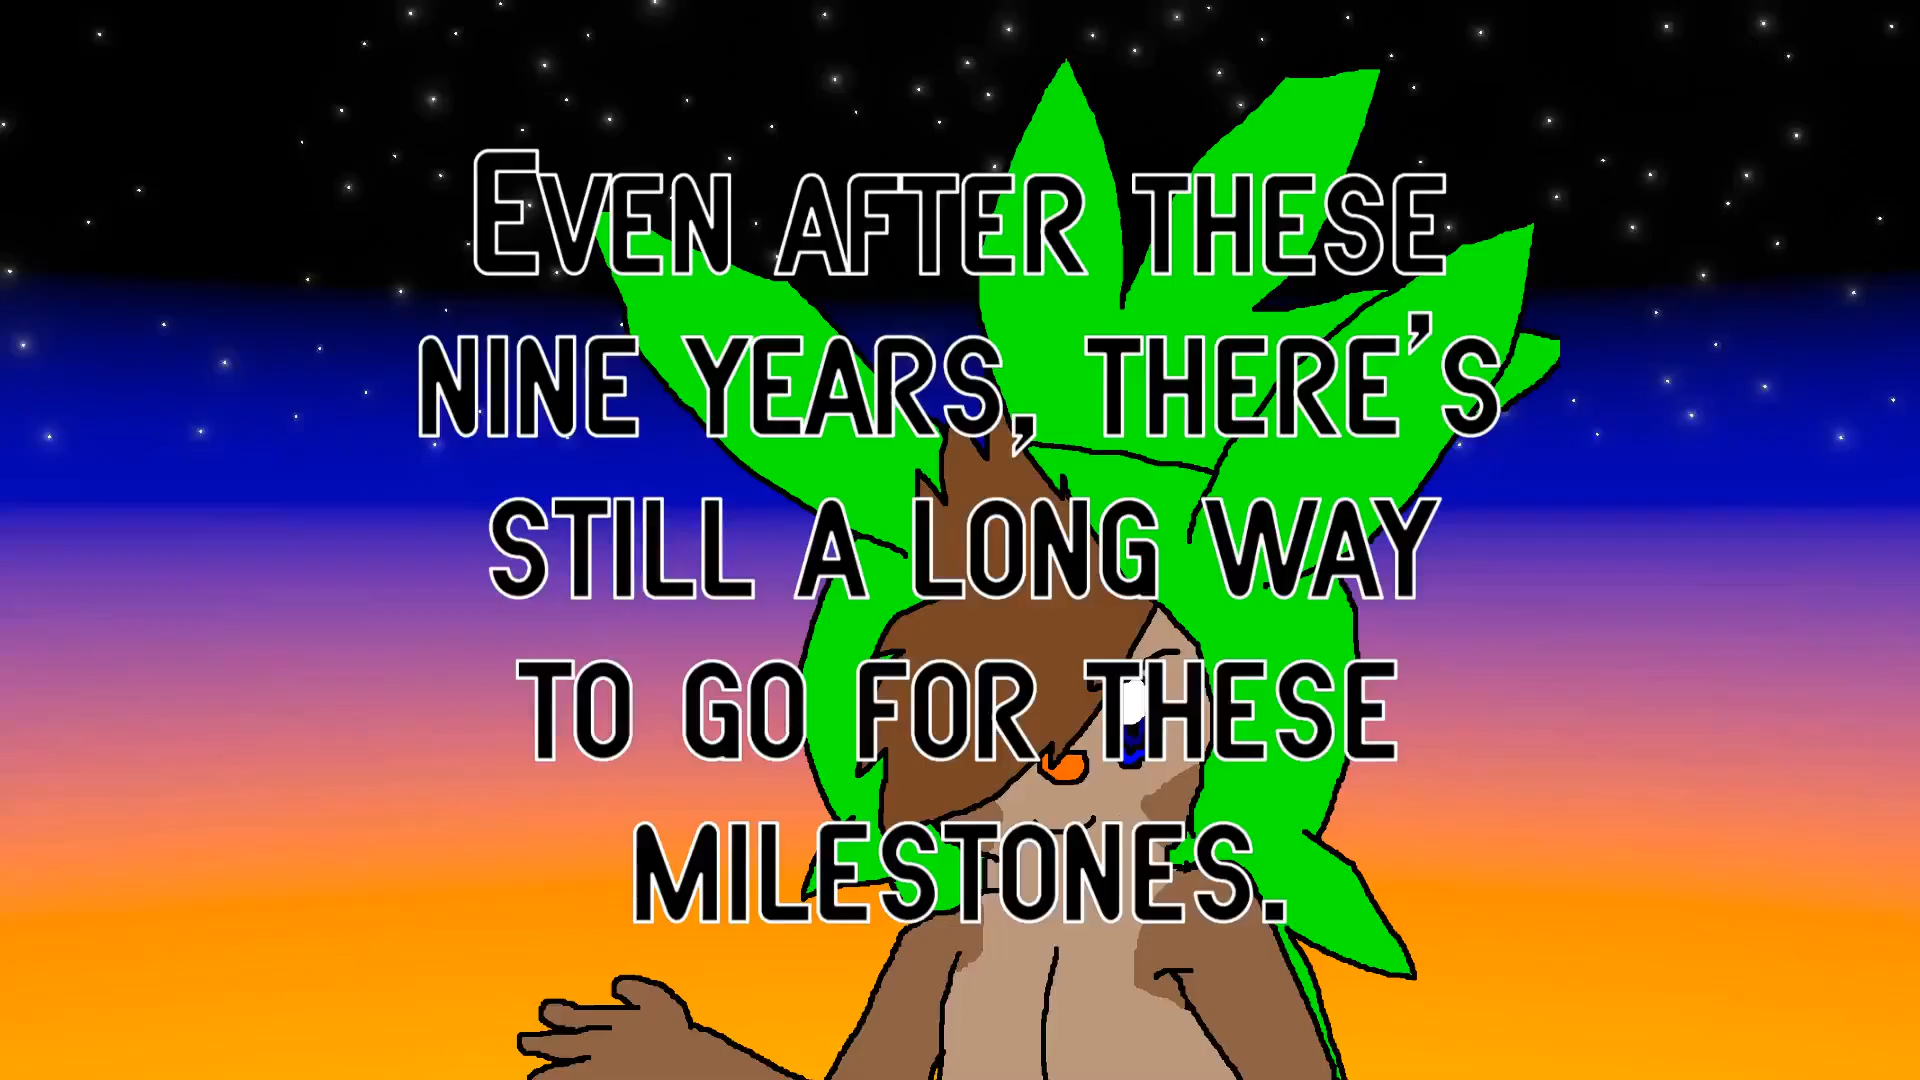 Even after these
nine years, there's
still a long way
to go for these
milestones.